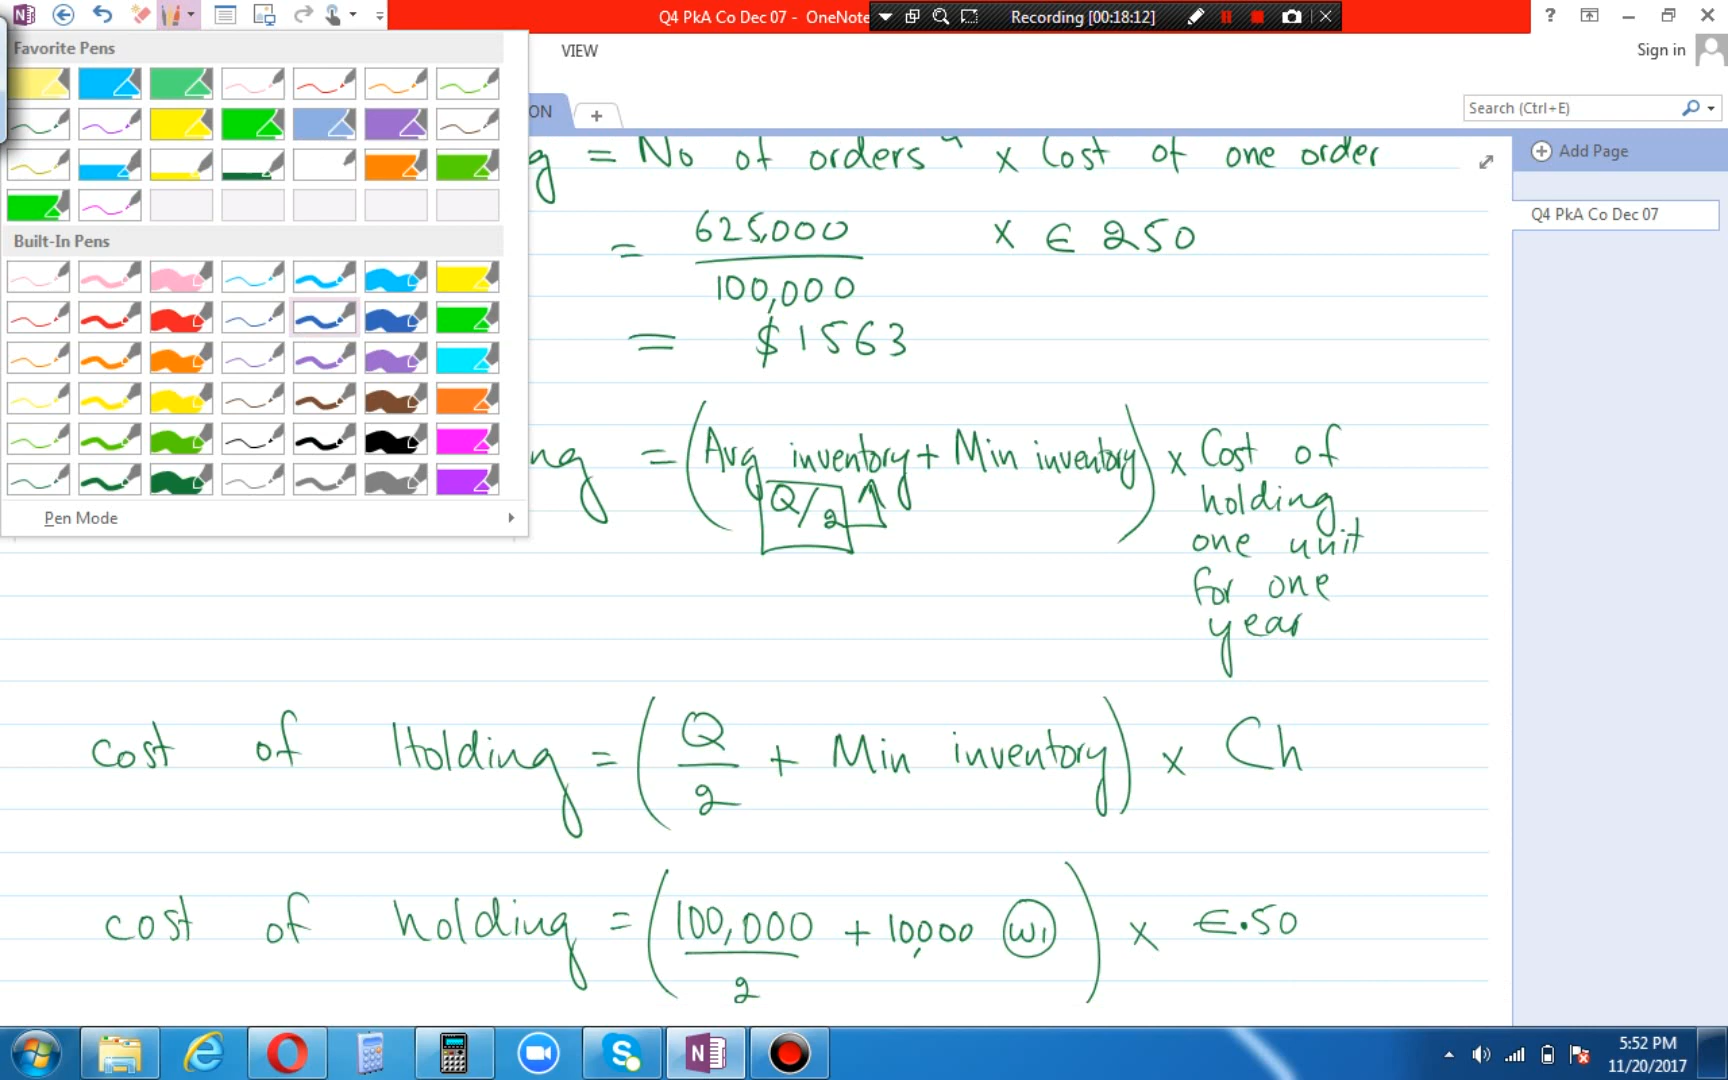 Q4 PkA Co Dec 07 - OneNote
Recording [00:18:12]
Sign in
Favorite Pens
VIEW
ON
Search (Ctrl+E)
Add Page
Q4 PkA Co Dec 07
Built-In Pens
Pen Mode
g = No of orders x Cost of one order
= 625,000 x € 250
100,000
= $1563
ng = (Avg inventory + Min inventory) x Cost of
Q/2
holding
one unit
for one
year
cost of Holding = (Q + Min inventory) x Ch
2
cost of holding = (100,000 + 10,000 W1) x €.50
2
5:52 PM
11/20/2017